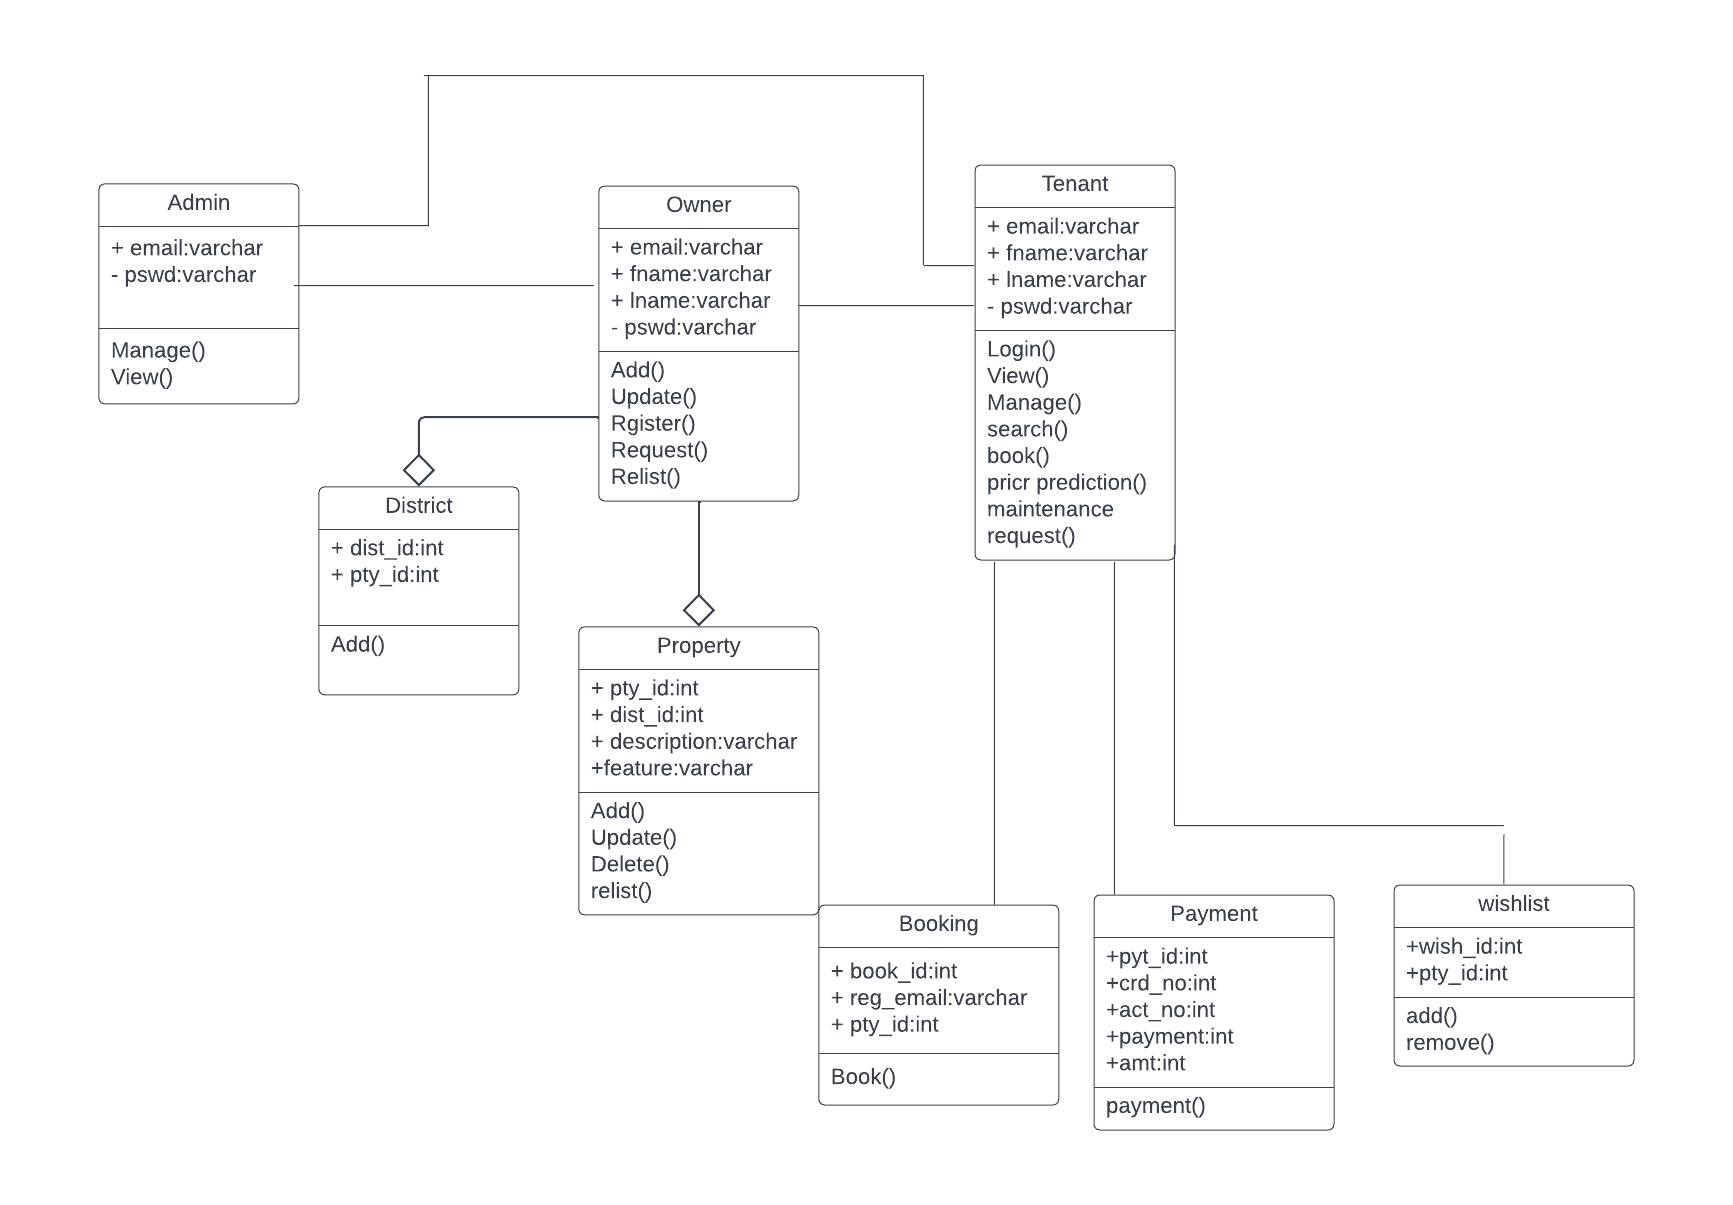 Admin
+ email:varchar
- pswd:varchar
Manage()
View()
Owner
+ email:varchar
+ fname:varchar
+ lname:varchar
- pswd:varchar
Add()
Update()
Rgister()
Request()
Relist()
Tenant
+ email:varchar
+ fname:varchar
+ lname:varchar
- pswd:varchar
Login()
View()
Manage()
search()
book()
pricr prediction()
maintenance
request()
District
+ dist_id:int
+ pty_id:int
Add()
Property
+ pty_id:int
+ dist_id:int
+ description:varchar
+feature:varchar
Add()
Update()
Delete()
relist()
Booking
+ book_id:int
+ reg_email:varchar
+ pty_id:int
Book()
Payment
+pyt_id:int
+crd_no:int
+act_no:int
+payment:int
+amt:int
payment()
wishlist
+wish_id:int
+pty_id:int
add()
remove()